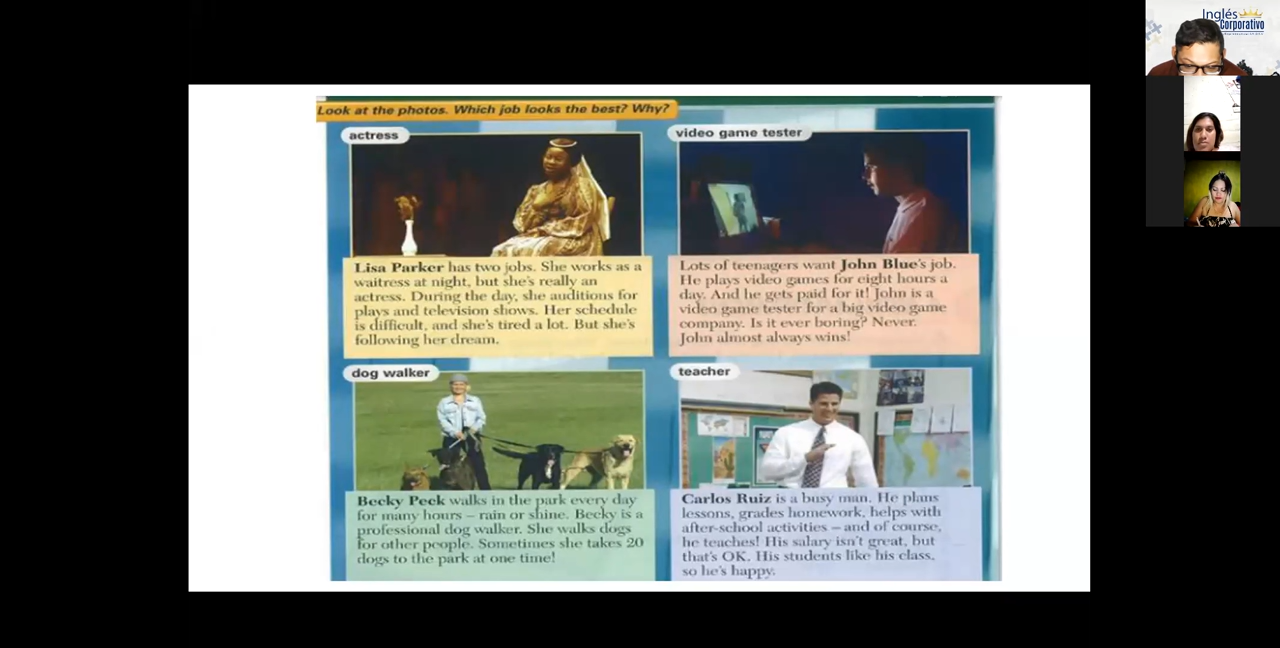 Inglés
Corporativo
Look at the photos. Which job looks the best? Why?
actress
Lisa Parker has two jobs. She works as a
waitress at night, but she's really an
actress. During the day, she auditions for
plays and television shows. Her schedule
is difficult, and she's tired a lot. But she's
following her dream.
video game tester
Lots of teenagers want John Blue's job.
He plays video games for eight hours a
day. And he gets paid for it! John is a
video game tester for a big video game
company. Is it ever boring? Never.
John almost always wins!
dog walker
Becky Peck walks in the park every day
for many hours – rain or shine. Becky is a
professional dog walker. She walks dogs
for other people. Sometimes she takes 20
dogs to the park at one time!
teacher
Carlos Ruiz is a busy man. He plans
lessons, grades homework, helps with
after-school activities – and of course,
he teaches! His salary isn't great, but
that's OK. His students like his class,
so he's happy.